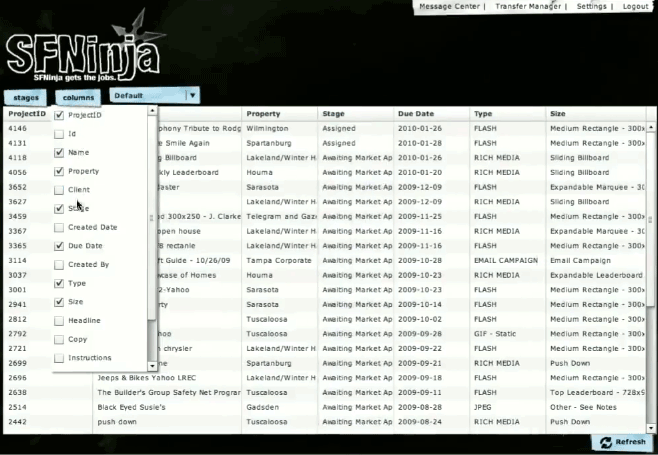 Message Center | Transfer Manager | Settings | Logout
SFNinja
SFNinja gets the jobs.
stages columns Default
ProjectID Property Stage Due Date Type Size
4146 phony Tribute to Rodg Wilmington Assigned 2010-01-26 FLASH Medium Rectangle - 300x
4131 e Smile Again Spartanburg Assigned 2010-01-28 FLASH Medium Rectangle - 300x
4118 g Billboard Lakeland/Winter H Awaiting Market Ap 2010-01-26 RICH MEDIA Sliding Billboard
4056 kly Leaderboard Houma Awaiting Market Ap 2010-01-20 RICH MEDIA Sliding Billboard
3652 Sarasota Awaiting Market Ap 2009-12-09 FLASH Expandable Marquee - 30
3627 Lakeland/Winter H Awaiting Market Ap 2009-12-09 RICH MEDIA Sliding Billboard
3459 ad 300x250 - J. Clarke Telegram and Gaz Awaiting Market Ap 2009-11-25 FLASH Medium Rectangle - 300x
3367 open house Lakeland/Winter H Awaiting Market Ap 2009-11-16 RICH MEDIA Expandable Marquee - 30
3365 rectanle Lakeland/Winter H Awaiting Market Ap 2009-11-16 FLASH Medium Rectangle - 300x
3114 t Guide - 10/26/09 Tampa Corporate Awaiting Market Ap 2009-10-28 EMAIL CAMPAIGN Email Campaign
3037 wcase of Homes Houma Awaiting Market Ap 2009-10-23 RICH MEDIA Expandable Leaderboard
3001 2-Yahoo Sarasota Awaiting Market Ap 2009-10-23 FLASH Medium Rectangle - 300x
2941 rty Sarasota Awaiting Market Ap 2009-10-14 FLASH Medium Rectangle - 300x
2812 Tuscaloosa Awaiting Market Ap 2009-10-02 FLASH Medium Rectangle - 300x
2792 hoo Tuscaloosa Awaiting Market Ap 2009-09-28 GIF - Static Medium Rectangle - 300x
2721 n chrysler Lakeland/Winter H Awaiting Market Ap 2009-09-22 FLASH Medium Rectangle - 300x
2699 ne Spartanburg Awaiting Market Ap 2009-09-21 RICH MEDIA Push Down
2696 Jeeps & Bikes Yahoo LREC Lakeland/Winter H Awaiting Market Ap 2009-09-18 FLASH Medium Rectangle - 300x
2638 The Builder's Group Safety Net Prograr Tuscaloosa Awaiting Market Ap 2009-09-11 FLASH Top Leaderboard - 728x9
2514 Black Eyed Susie's Gadsden Awaiting Market Ap 2009-08-28 JPEG Other - See Notes
2442 push down Tuscaloosa Awaiting Market Ap 2009-08-24 RICH MEDIA Push Down
ProjectID
Id
Name
Property
Client
Stage
Created Date
Due Date
Created By
Type
Size
Headline
Copy
Instructions
Refresh